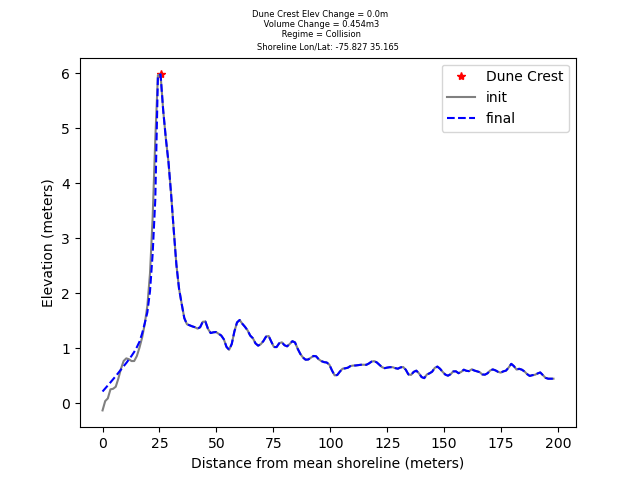 Dune Crest Elev Change = 0.0m
Volume Change = 0.454m3
Regime = Collision
Shoreline Lon/Lat: -75.827 35.165
Dune Crest
init
final
Elevation (meters)
6
5
4
3
2
1
0
0 25 50 75 100 125 150 175 200
Distance from mean shoreline (meters)